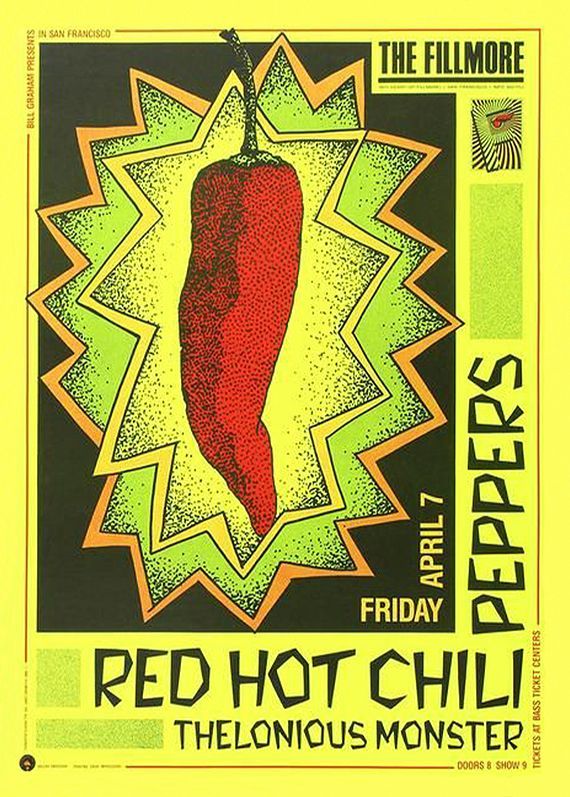 BILL GRAHAM PRESENTS
IN SAN FRANCISCO
THE FILLMORE
FRIDAY
APRIL 7
RED HOT CHILI
PEPPERS
THELONIOUS MONSTER
DOORS 8 SHOW 9
TICKETS AT BASS TICKET CENTERS